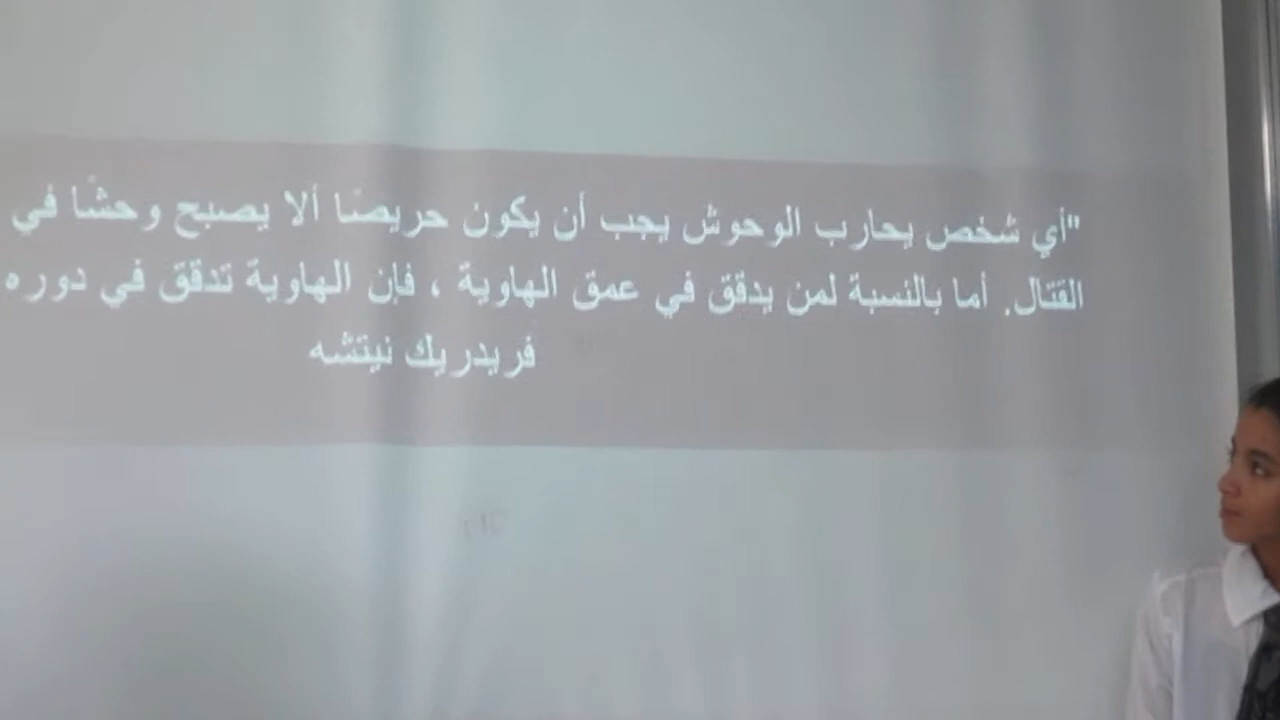 "أي شخص يحارب الوحوش يجب أن يكون حريصًا ألا يصبح وحشًا في
القتال. أما بالنسبة لمن يدقق في عمق الهاوية ، فإن الهاوية تدقق في دوره
فريدريك نيتشه